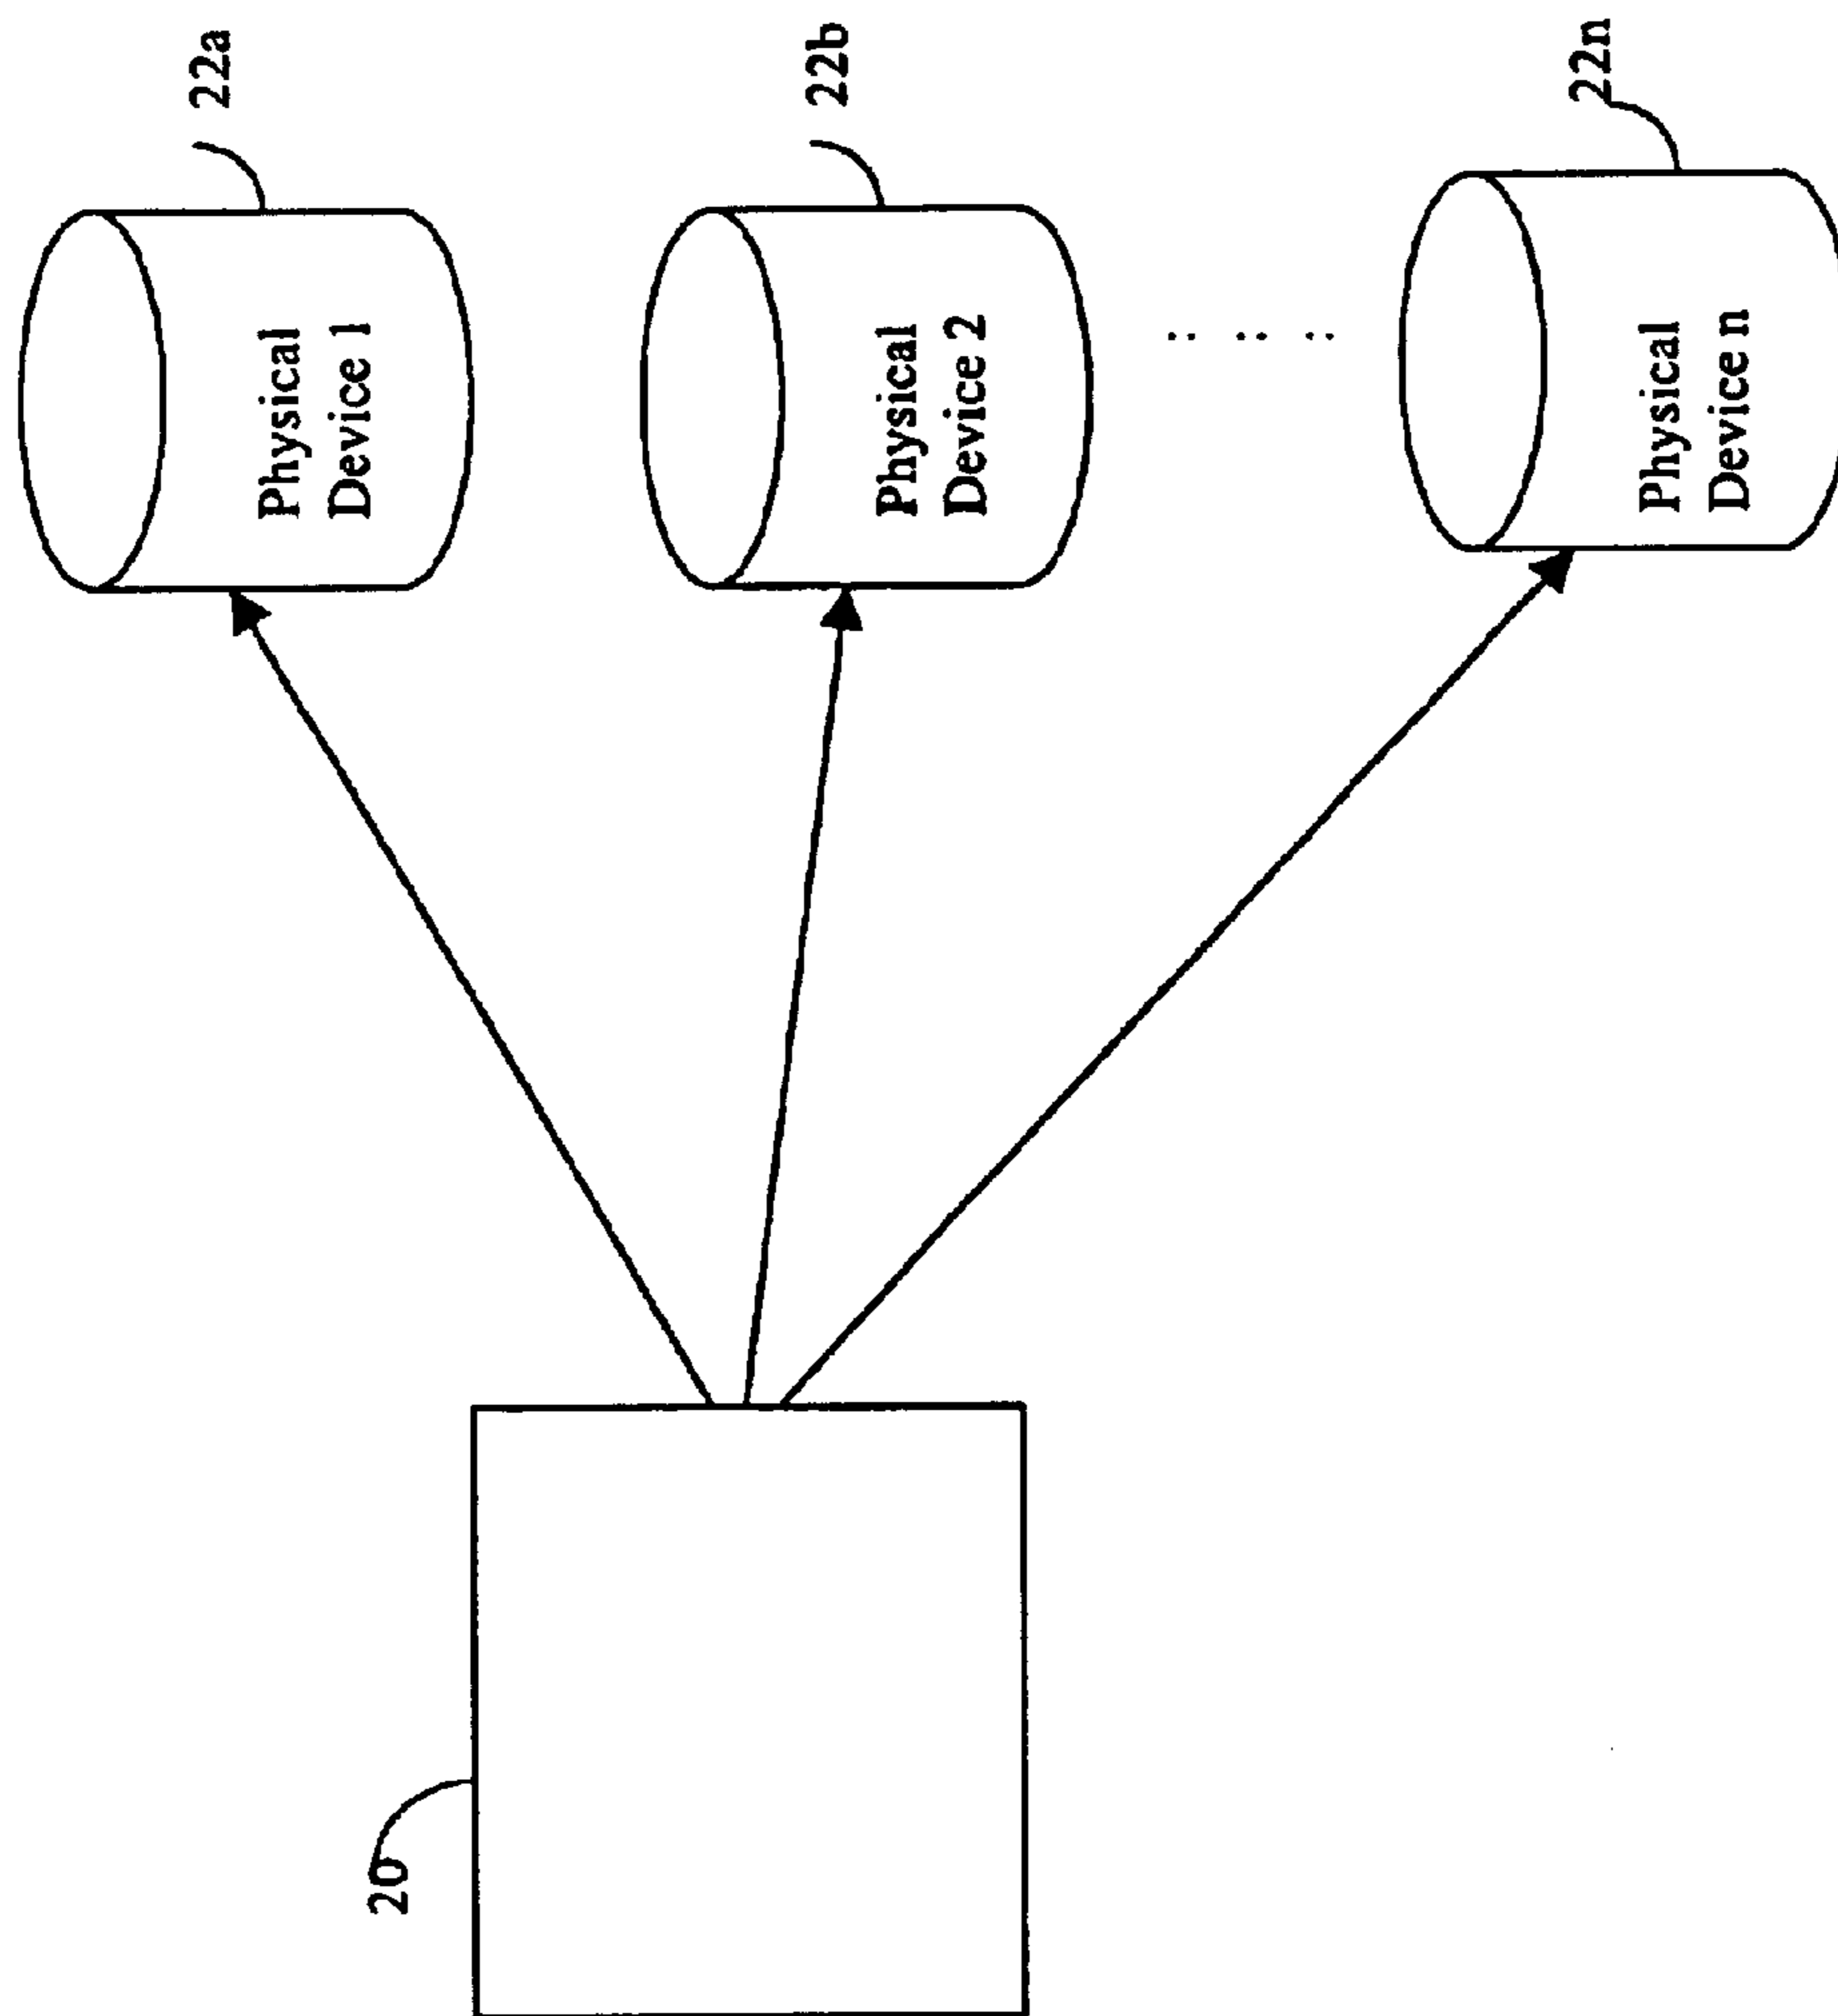 22a
Physical
Device 1
22b
Physical
Device 2
22n
Physical
Device n
20